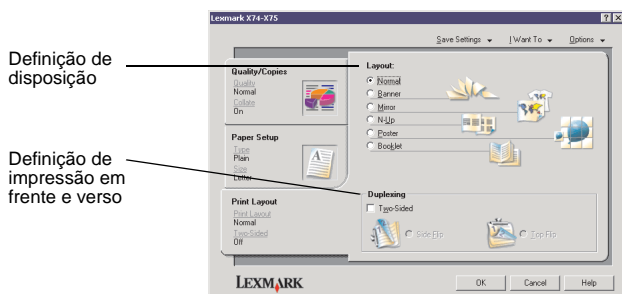 Lexmark X74-X75
Save Settings
I Want To
Options
Definição de
disposição
Definição de
impressão em
frente e verso
Quality/Copies
Quality
Normal
Collate
On
Paper Setup
Type
Plain
Size
Letter
Print Layout
Print Layout
Normal
Two-Sided
Off
Layout:
Normal
Banner
Mirror
N-Up
Poster
Booklet
Duplexing
Two-Sided
Side Flip
Top Flip
LEXMARK
OK
Cancel
Help